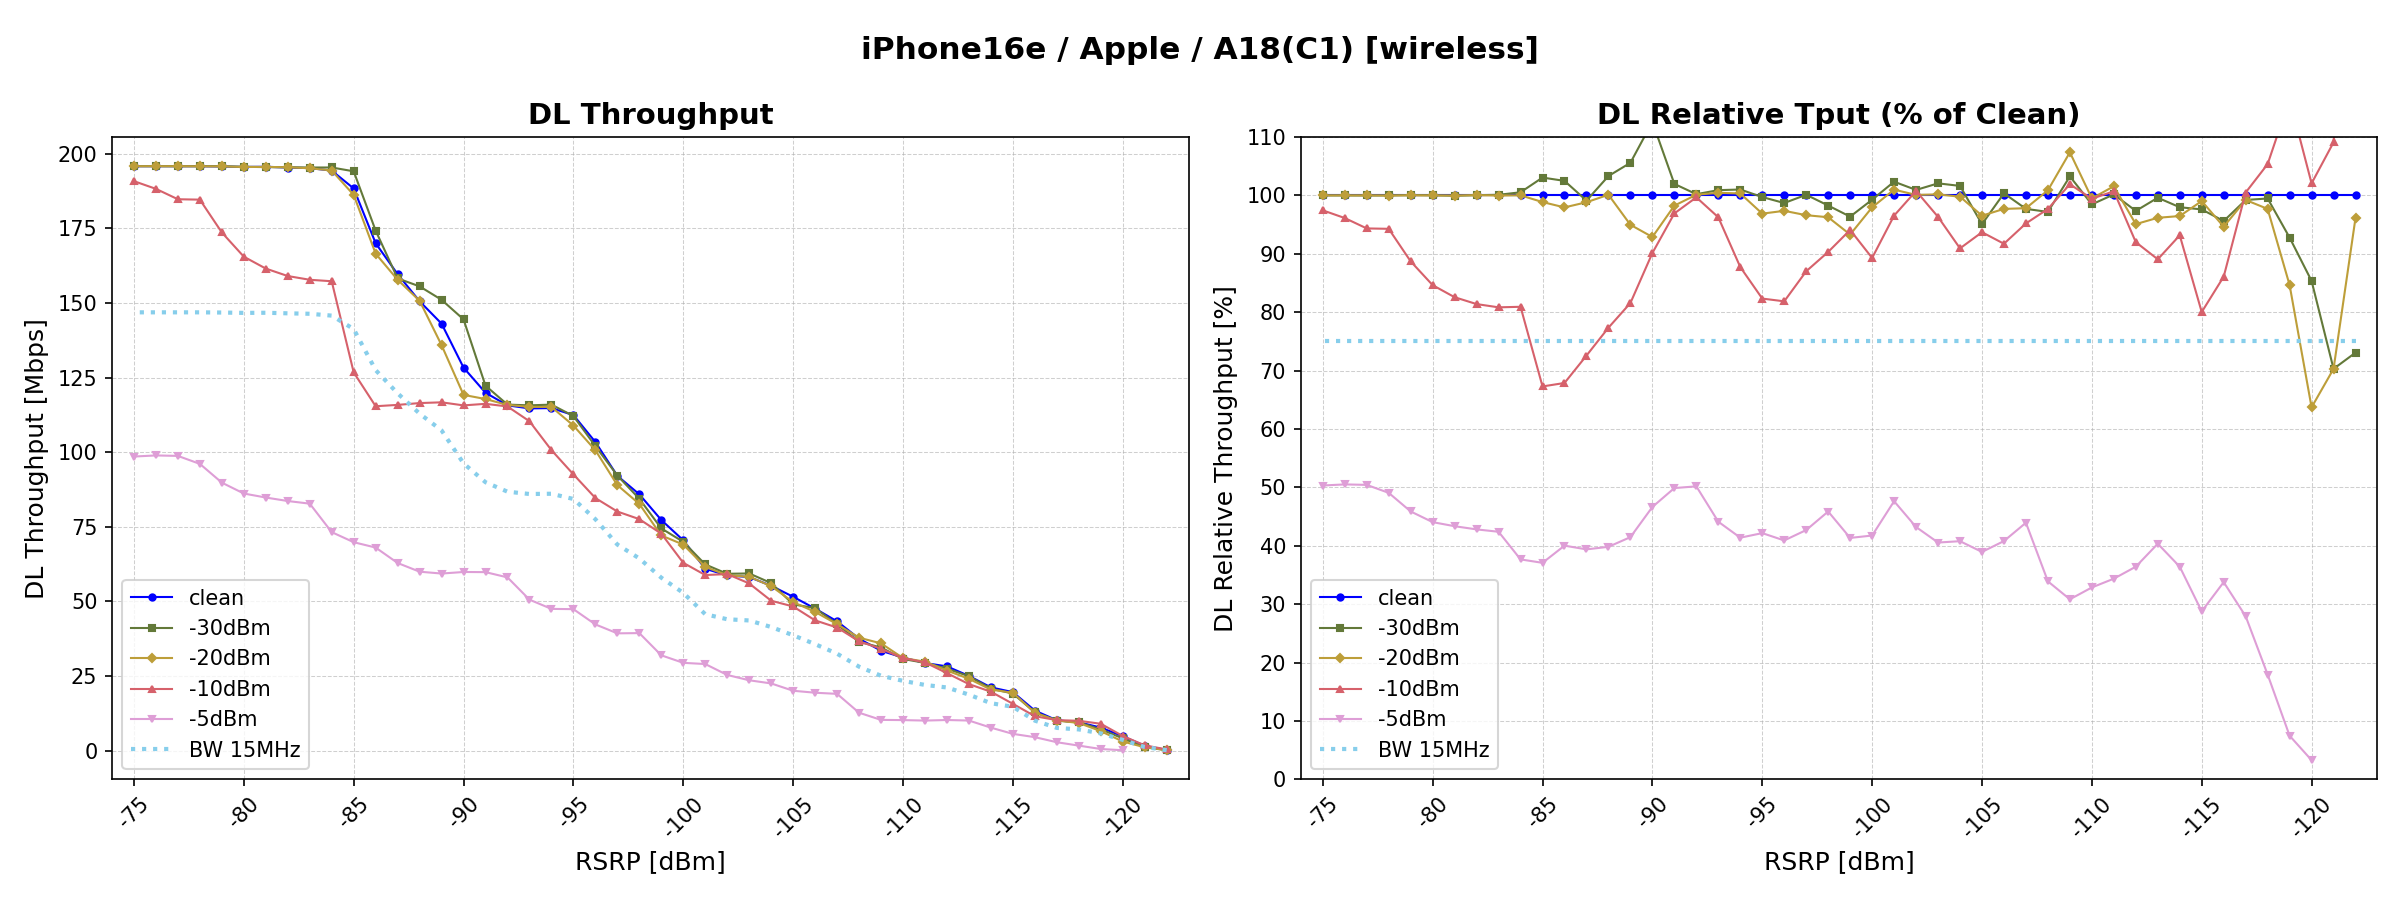 iPhone16e / Apple / A18(C1) [wireless]
DL Throughput
DL Throughput [Mbps]
200
175
150
125
100
75
50
25
0
-75
-80
-85
-90
-95
-100
-105
-110
-115
-120
RSRP [dBm]
clean
-30dBm
-20dBm
-10dBm
-5dBm
BW 15MHz
DL Relative Tput (% of Clean)
DL Relative Throughput [%]
110
100
90
80
70
60
50
40
30
20
10
0
-75
-80
-85
-90
-95
-100
-105
-110
-115
-120
RSRP [dBm]
clean
-30dBm
-20dBm
-10dBm
-5dBm
BW 15MHz